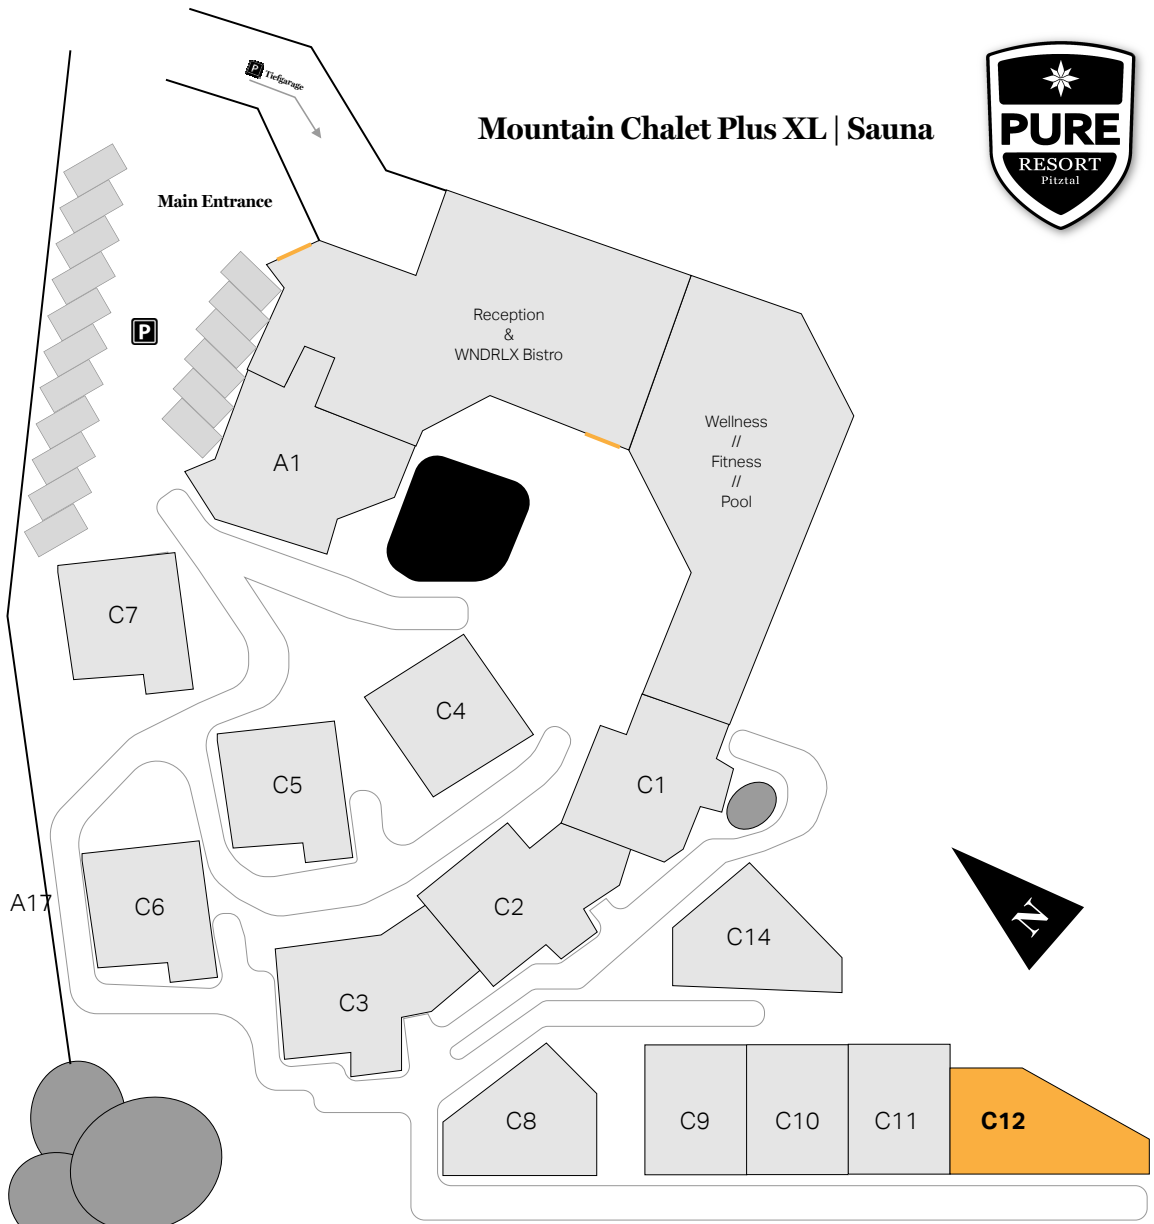 P Tiefgarage
Mountain Chalet Plus XL | Sauna
PURE
RESORT
Pitztal
Main Entrance
P
Reception
&
WNDRLX Bistro
Wellness
//
Fitness
//
Pool
A1
C7
C4
C5
C1
A17
C6
C2
C14
N
C3
C8
C9
C10
C11
C12